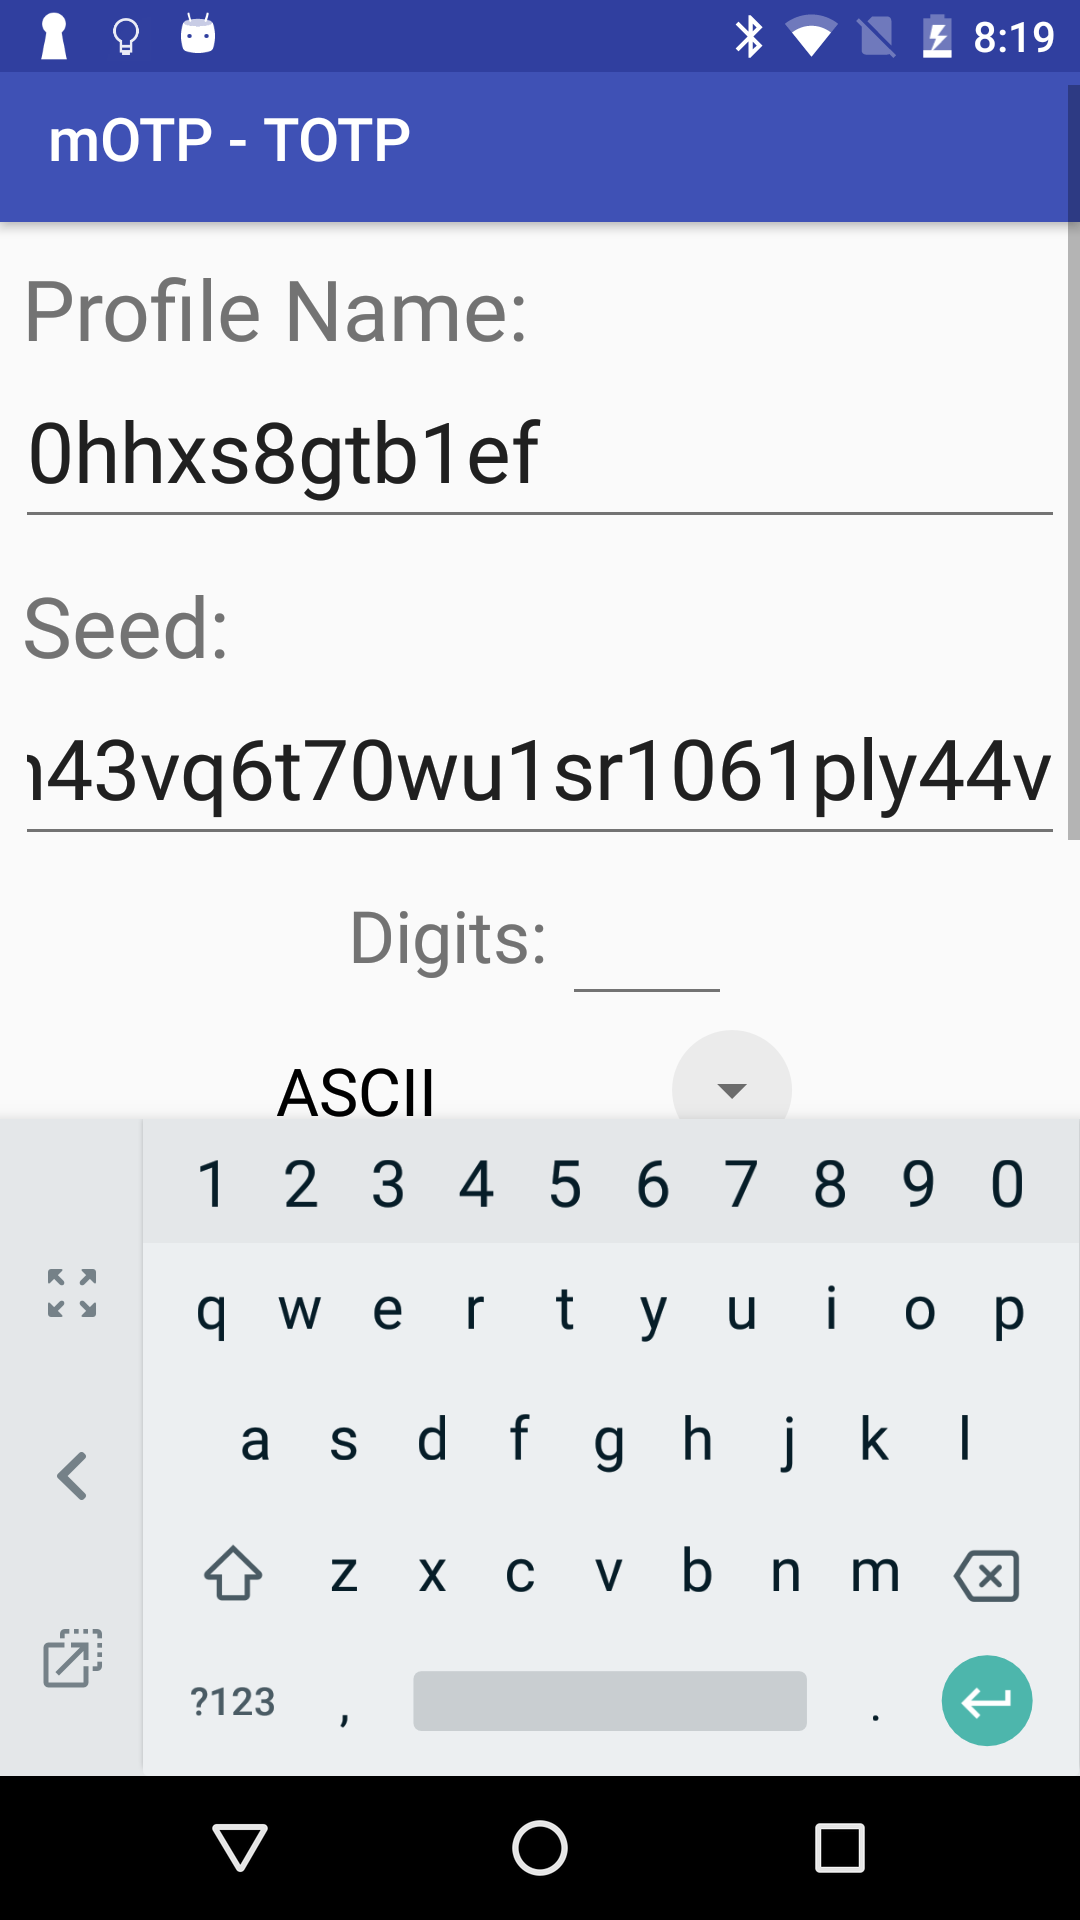 8:19
mOTP - TOTP
Profile Name:
0hhxs8gtb1ef
Seed:
43vq6t70wu1sr1061ply44v
Digits:
ASCII
1 2 3 4 5 6 7 8 9 0
q w e r t y u i o p
a s d f g h j k l
z x c v b n m
?123 , .